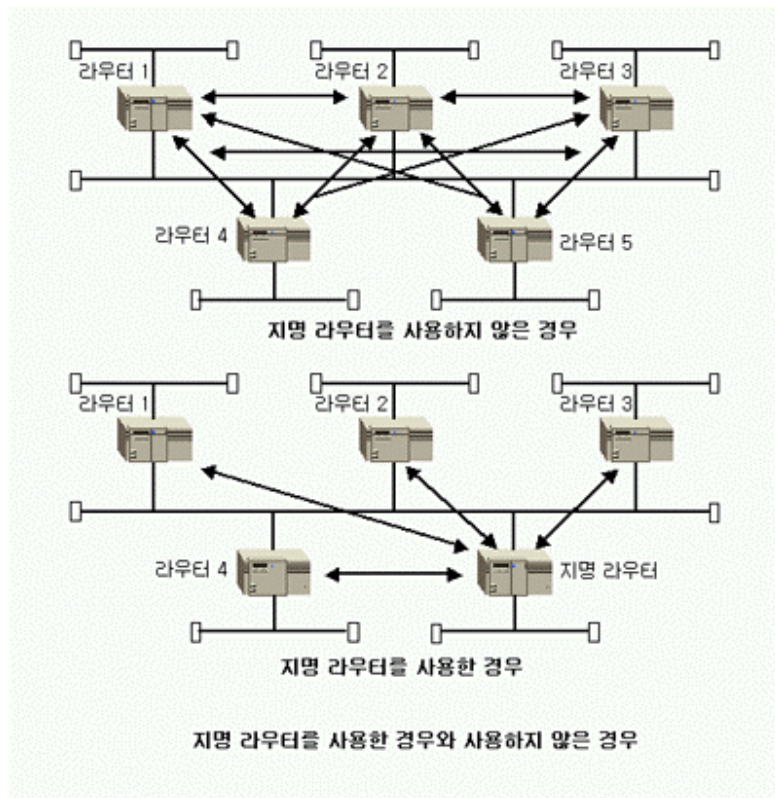 라우터 1
라우터 2
라우터 3
라우터 4
라우터 5
지명 라우터를 사용하지 않은 경우
라우터 1
라우터 2
라우터 3
라우터 4
지명 라우터
지명 라우터를 사용한 경우
지명 라우터를 사용한 경우와 사용하지 않은 경우